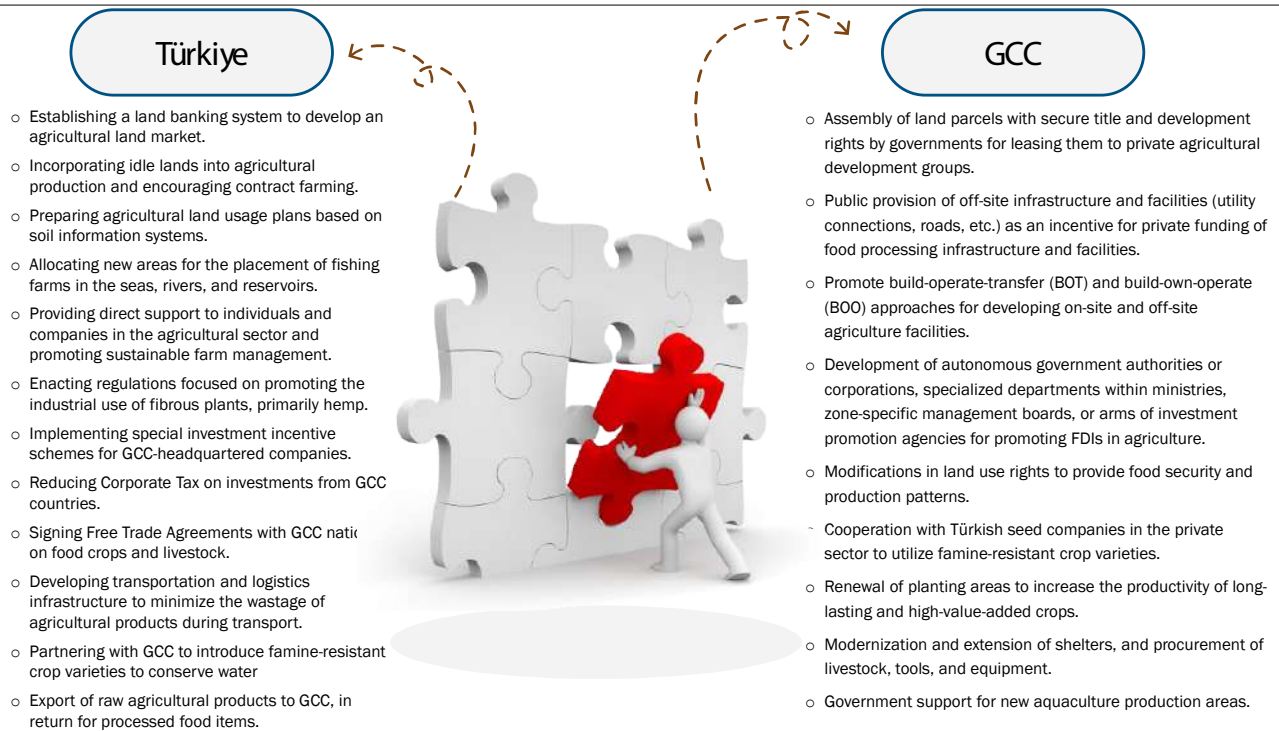 Türkiye
○ Establishing a land banking system to develop an
agricultural land market.
○ Incorporating idle lands into agricultural
production and encouraging contract farming.
○ Preparing agricultural land usage plans based on
soil information systems.
○ Allocating new areas for the placement of fishing
farms in the seas, rivers, and reservoirs.
○ Providing direct support to individuals and
companies in the agricultural sector and
promoting sustainable farm management.
○ Enacting regulations focused on promoting the
industrial use of fibrous plants, primarily hemp.
○ Implementing special investment incentive
schemes for GCC-headquartered companies.
○ Reducing Corporate Tax on investments from GCC
countries.
○ Signing Free Trade Agreements with GCC
on food crops and livestock.
○ Developing transportation and logistics
infrastructure to minimize the wastage of
agricultural products during transport.
○ Partnering with GCC to introduce famine-resistant
crop varieties to conserve water
○ Export of raw agricultural products to GCC, in
return for processed food items.
GCC
○ Assembly of land parcels with secure title and development
rights by governments for leasing them to private agricultural
development groups.
○ Public provision of off-site infrastructure and facilities (utility
connections, roads, etc.) as an incentive for private funding of
food processing infrastructure and facilities.
○ Promote build-operate-transfer (BOT) and build-own-operate
(BOO) approaches for developing on-site and off-site
agriculture facilities.
○ Development of autonomous government authorities or
corporations, specialized departments within ministries,
zone-specific management boards, or arms of investment
promotion agencies for promoting FDIs in agriculture.
○ Modifications in land use rights to provide food security and
production patterns.
Cooperation with Türkish seed companies in the private
sector to utilize famine-resistant crop varieties.
○ Renewal of planting areas to increase the productivity of long-
lasting and high-value-added crops.
○ Modernization and extension of shelters, and procurement of
livestock, tools, and equipment.
○ Government support for new aquaculture production areas.